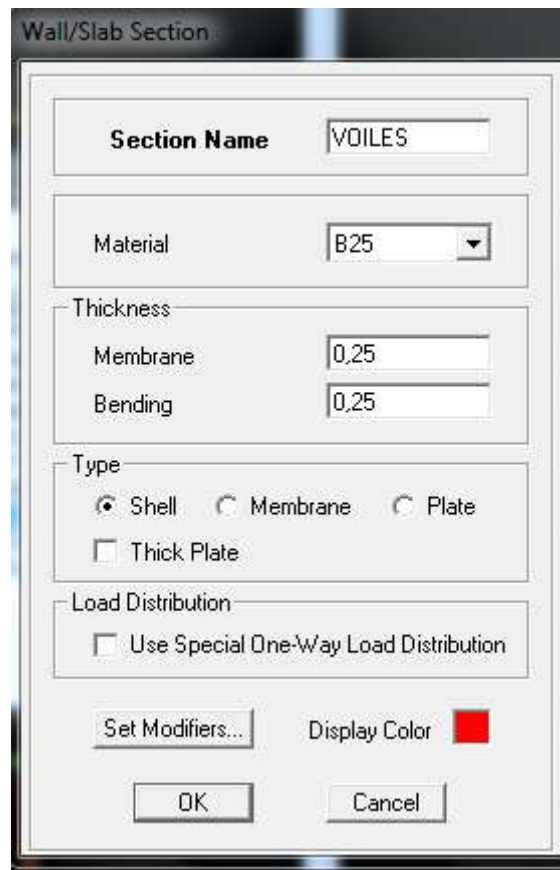 Wall/Slab Section
Section Name VOILES
Material B25
Thickness
Membrane 0,25
Bending 0,25
Type
Shell Membrane Plate
Thick Plate
Load Distribution
Use Special One-Way Load Distribution
Set Modifiers... Display Color
OK Cancel